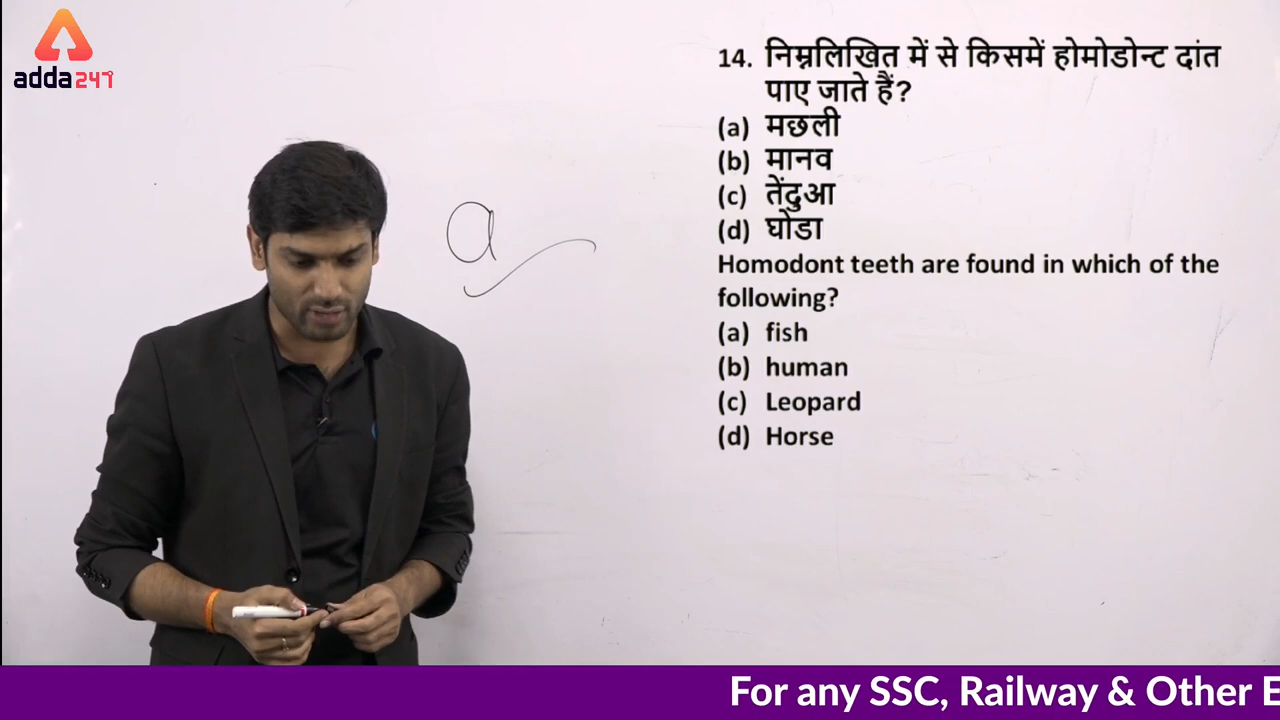 adda247
14. निम्नलिखित में से किसमें होमोडोन्ट दांत
पाए जाते हैं?
(a) मछली
(b) मानव
(c) तेंदुआ
(d) घोडा
Homodont teeth are found in which of the
following?
(a) fish
(b) human
(c) Leopard
(d) Horse
a
For any SSC, Railway & Other E